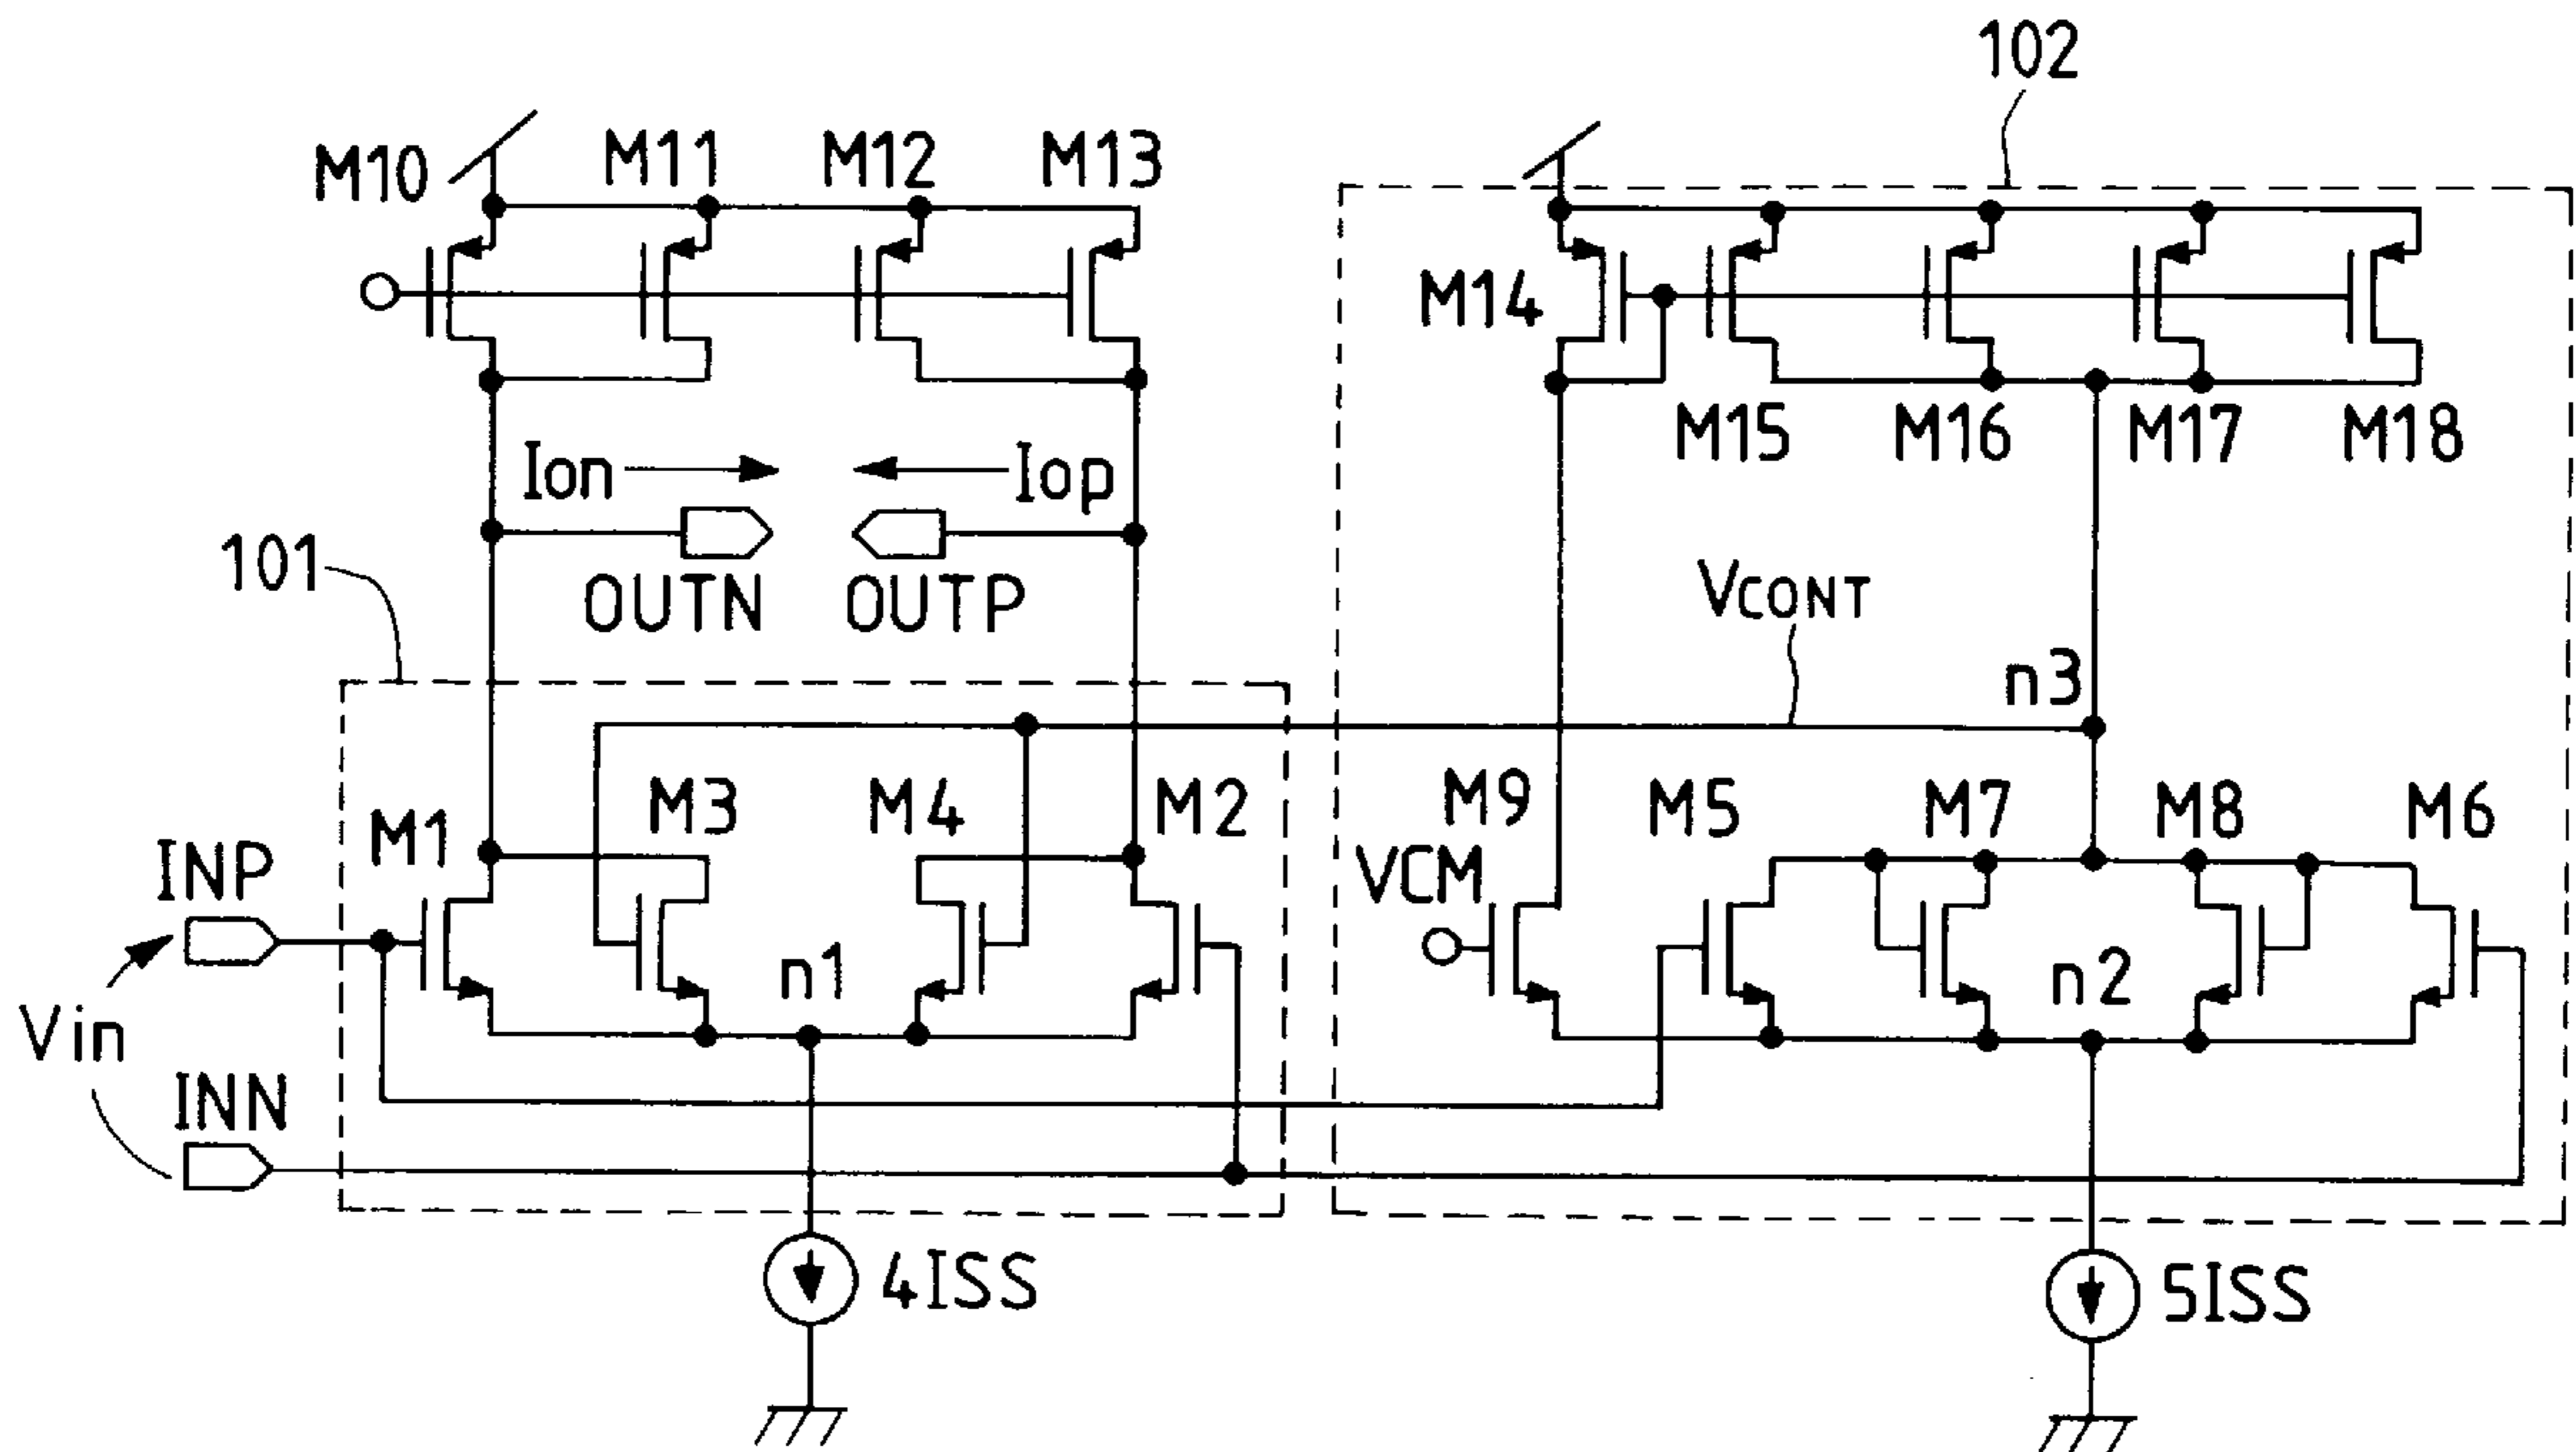 102
M10
M11
M12
M13
M14
M15
M16
M17
M18
Ion
Iop
OUTN
OUTP
101
VCONT
n3
M1
M3
M4
M2
M9
M5
M7
M8
M6
INP
VCM
n1
n2
Vin
INN
4ISS
5ISS